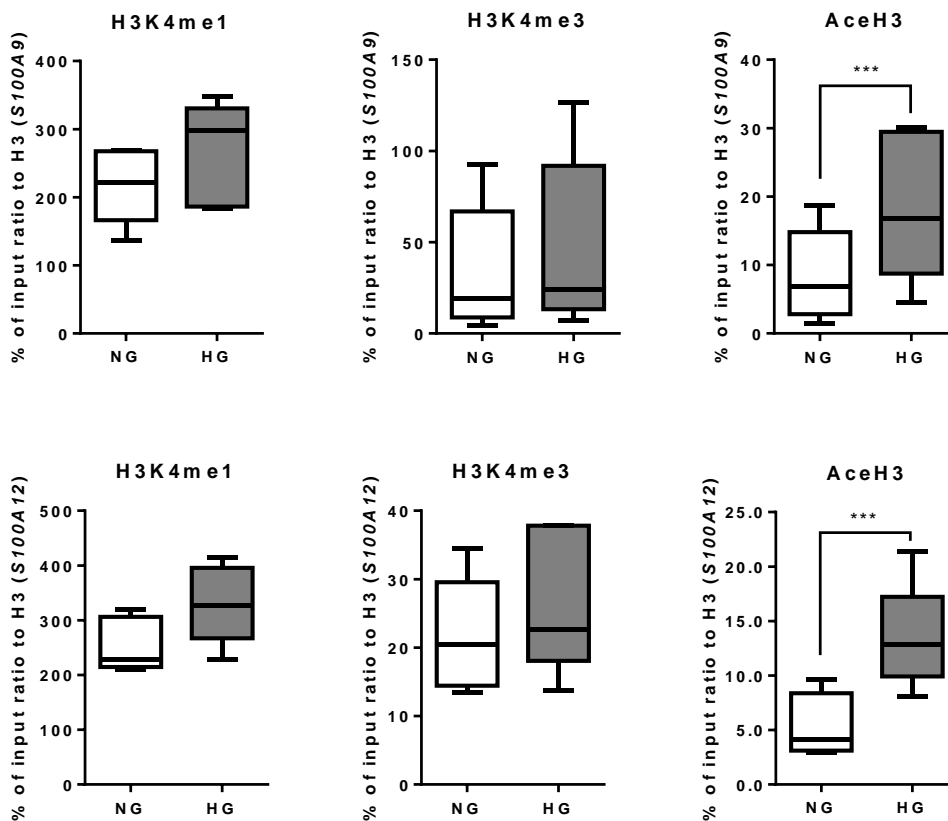 H3K4me1
% of input ratio to H3 (S100A9)
400
300
200
100
0
NG HG
H3K4me3
% of input ratio to H3 (S100A9)
150
100
50
0
NG HG
AceH3
% of input ratio to H3 (S100A9)
40
30
20
10
0
***
NG HG
H3K4me1
% of input ratio to H3 (S100A12)
500
400
300
200
100
0
NG HG
H3K4me3
% of input ratio to H3 (S100A12)
40
30
20
10
0
NG HG
AceH3
% of input ratio to H3 (S100A12)
25.0
20.0
15.0
10.0
5.0
0.0
***
NG HG